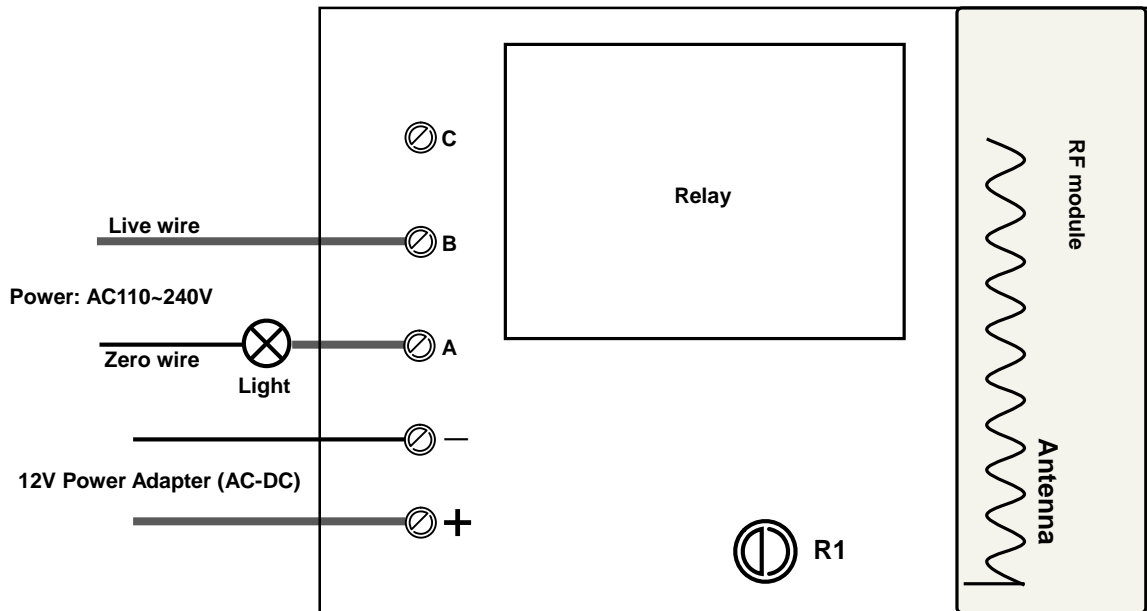 C
Relay
RF module
Live wire
B
Power: AC110~240V
Zero wire
A
Light
—
12V Power Adapter (AC-DC)
+
Antenna
R1